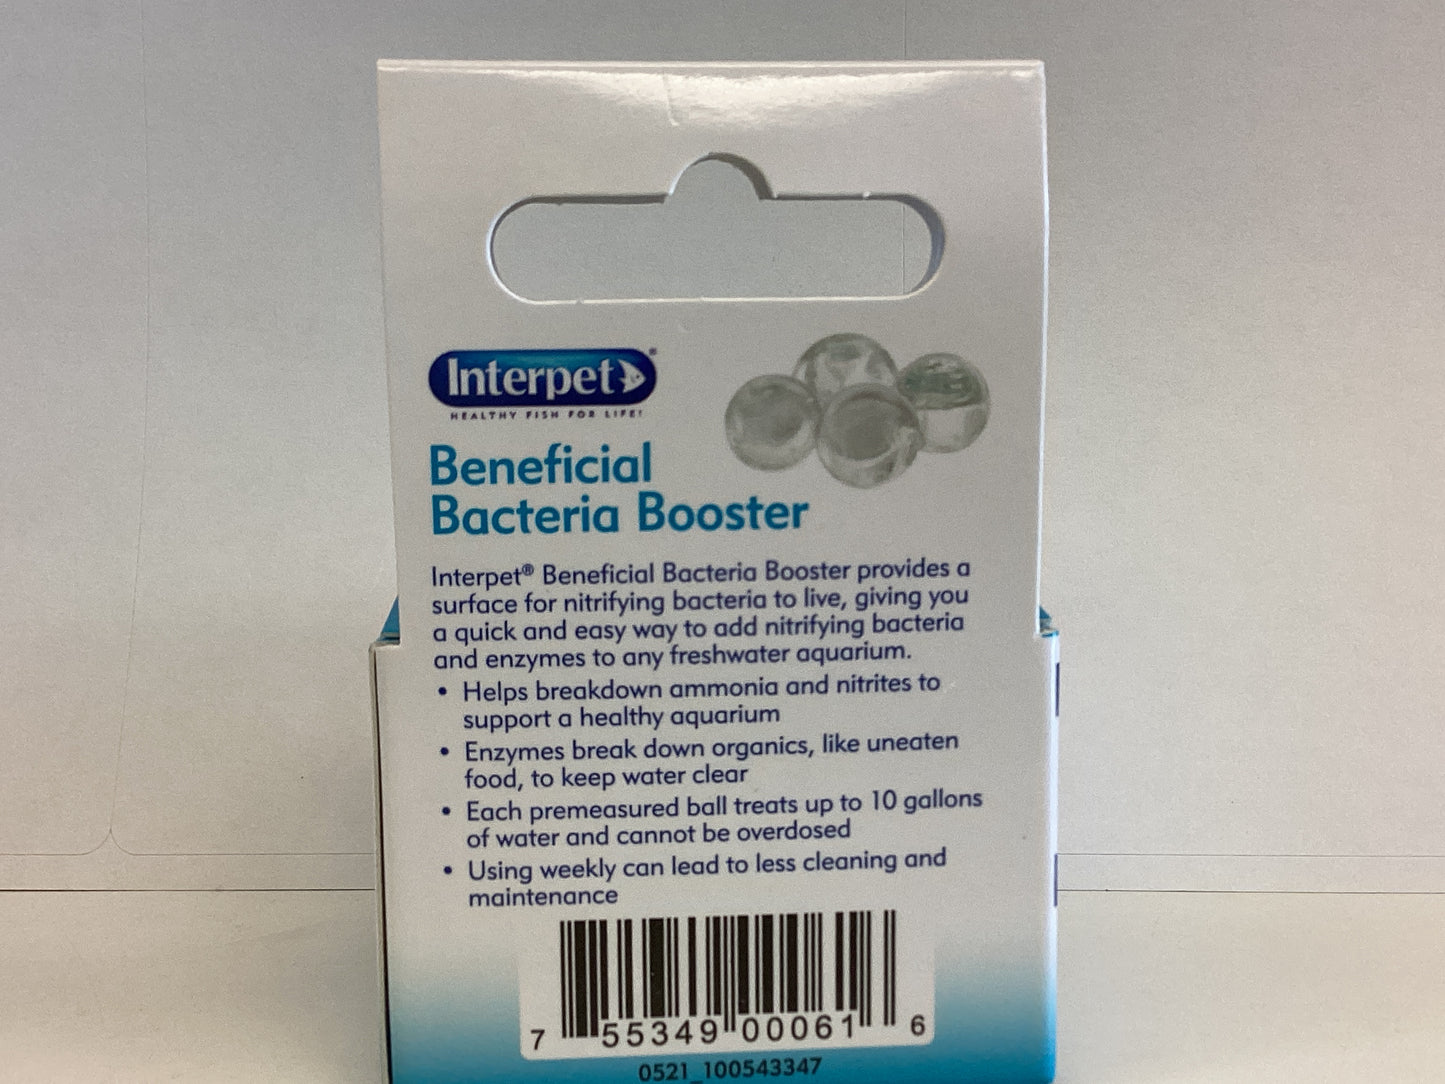 Interpet®
HEALTHY FISH FOR LIFE!
Beneficial
Bacteria Booster
Interpet® Beneficial Bacteria Booster provides a
surface for nitrifying bacteria to live, giving you
a quick and easy way to add nitrifying bacteria
and enzymes to any freshwater aquarium.
• Helps breakdown ammonia and nitrites to
support a healthy aquarium
• Enzymes break down organics, like uneaten
food, to keep water clear
• Each premeasured ball treats up to 10 gallons
of water and cannot be overdosed
• Using weekly can lead to less cleaning and
maintenance
7 55349 00061 6
0521_100543347